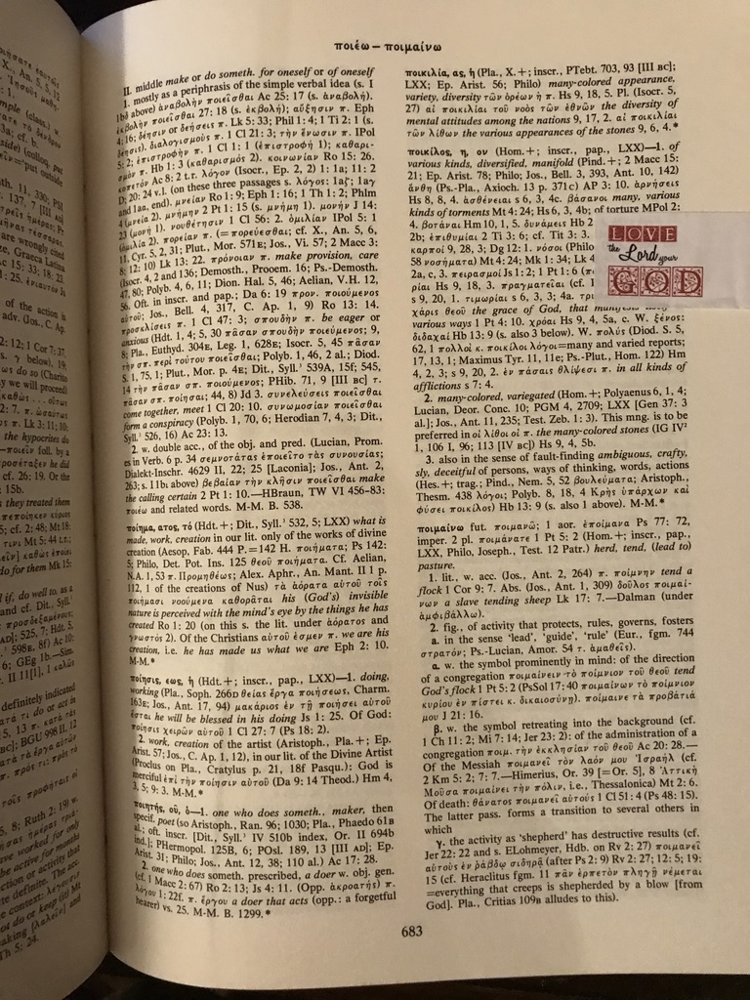 ποιέω – ποιμαίνω
II. middle make or do someth. for oneself or of oneself
1. mostly as a periphrasis of the simple verbal idea (s. I
1bδ above) ἀναβολὴν ποιεῖσθαι Ac 25: 17 (s. ἀναβολή).
ἐκβολὴν ποιεῖσθαι 27: 18 (s. ἐκβολή); αὔξησιν π. Eph
4: 16; δέησιν or δεήσεις π. Lk 5: 33; Phil 1: 4; 1 Ti 2: 1 (s.
δέησις). διαλογισμοὺς π. 1 Cl 21: 3; τὴν ἕνωσιν π. IPol
5: 2; ἐπιστροφὴν π. 1 Cl 1: 1 (ἐπιστροφή 1); καθαρι-
σμὸν π. Hb 1: 3 (καθαρισμός 2). κοινωνίαν Ro 15: 26.
κοπετόν Ac 8: 2 t.r. λόγον (Isocr., Ep. 2, 2) 1: 1a; 11: 2
D; 20: 24 v.l. (on these three passages s. λόγος: 1aζ; 1aγ
and 1aα, end). μνείαν Ro 1: 9; Eph 1: 16; 1 Th 1: 2; Phlm
4 (μνεία 2). μνήμην 2 Pt 1: 15 (s. μνήμη 1). μονὴν J 14:
23 (μονή 1). νουθέτησιν 1 Cl 56: 2. ὁμιλίαν IPol 5: 1
(ὁμιλία 2). πορείαν π. (= πορεύεσθαι; cf. X., An. 5, 6,
11, Cyr. 5, 2, 31; Plut., Mor. 571E; Jos., Vi. 57; 2 Macc 3:
8; 12: 10) Lk 13: 22. πρόνοιαν π. make provision, care
(Isocr. 4, 2 and 136; Demosth., Prooem. 16; Ps.-Demosth.
47, 80; Polyb. 4, 6, 11; Dion. Hal. 5, 46; Aelian, V.H. 12,
56. Oft. in inscr. and pap.; Da 6: 19 προν. ποιούμενος
αὐτοῦ; Jos., Bell. 4, 317, C. Ap. 1, 9) Ro 13: 14.
προσκλίσεις π. 1 Cl 47: 3; σπουδὴν π. be eager or
anxious (Hdt. 1, 4; 5, 30 πᾶσαν σπουδὴν ποιεύμενος; 9,
8; Pla., Euthyd. 304E, Leg. 1, 628E; Isocr. 5, 45 πᾶσαν
τὴν σπ. περὶ τούτου ποιεῖσθαι; Polyb. 1, 46, 2 al.; Diod.
S. 1, 75, 1; Plut., Mor. p. 4E; Dit., Syll.³ 539A, 15f; 545,
14 τὴν πᾶσαν σπ. ποιούμενος; PHib. 71, 9 [III BC] τ.
πᾶσαν σπ. ποίησαι; 44, 8) Jd 3. συνελεύσεις ποιεῖσθαι
come together, meet 1 Cl 20: 10. συνωμοσίαν ποιεῖσθαι
form a conspiracy (Polyb. 1, 70, 6; Herodian 7, 4, 3; Dit.,
Syll.³ 526, 16) Ac 23: 13.
2. w. double acc., of the obj. and pred. (Lucian, Prom.
es in Verb. 6 p. 34 σεμνοτάτας ἐποιεῖτο τὰς συνουσίας;
Dialekt-Inschr. 4629 II, 22; 25 [Laconia]; Jos., Ant. 2,
263; s. 11bι above) βεβαίαν τὴν κλῆσιν ποιεῖσθαι make
the calling certain 2 Pt 1: 10.—HBraun, TW VI 456-83:
ποιέω and related words. M-M. B. 538.
ποίημα, ατος, τό (Hdt. +; Dit., Syll.³ 532, 5; LXX) what is
made, work, creation in our lit. only of the works of divine
creation (Aesop, Fab. 444 P. = 142 H. ποιήματα; Ps 142:
5; Philo, Det. Pot. Ins. 125 θεοῦ ποιήματα. Cf. Aelian,
N.A. 1, 53 π. Προμηθέως; Alex. Aphr., An. Mant. II 1 p.
112, 1 of the creations of Nus) τὰ ἀόρατα αὐτοῦ τοῖς
ποιήμασι νοούμενα καθορᾶται his (God's) invisible
nature is perceived with the mind's eye by the things he has
created Ro 1: 20 (on this s. the lit. under ἀόρατος and
γνωστός 2). Of the Christians αὐτοῦ ἐσμεν π. we are his
creation, i.e. he has made us what we are Eph 2: 10.
M-M.*
ποίησις, εως, ἡ (Hdt. +; inscr., pap., LXX)—1. doing,
working (Pla., Soph. 266D θείας ἔργα ποιήσεως, Charm.
163E; Jos., Ant. 17, 94) μακάριος ἐν τῇ ποιήσει αὐτοῦ
ἔσται he will be blessed in his doing Js 1: 25. Of God:
ποίησις χειρῶν αὐτοῦ 1 Cl 27: 7 (Ps 18: 2).
2. work, creation of the artist (Aristoph., Pla. +; Ep.
Arist. 57; Jos., C. Ap. 1, 12), in our lit. of the Divine Artist
(Proclus on Pla., Cratylus p. 21, 18f Pasqu.): God is
merciful ἐπὶ τὴν ποίησιν αὐτοῦ (Da 9: 14 Theod.) Hm 4,
3, 5; 9: 3. M-M.*
ποιητής, οῦ, ὁ—1. one who does someth., maker, then
specif. poet (so Aristoph., Ran. 96; 1030; Pla., Phaedo 61B
al.; oft. inscr. [Dit., Syll.³ IV 510b index, Or. II 694b
ind.]; PHermopol. 125B, 6; POsl. 189, 13 [III AD]; Ep.
Arist. 31; Philo; Jos., Ant. 12, 38; 110 al.) Ac 17: 28.
2. one who does someth. prescribed, a doer w. obj. gen.
(cf. 1 Macc 2: 67) Ro 2: 13; Js 4: 11. (Opp. ἀκροατής) π.
λόγου 1: 22f. π. ἔργου a doer that acts (opp.: a forgetful
hearer) vs. 25. M-M. B. 1299.*
ποικιλία, ας, ἡ (Pla., X. +; inscr., PTebt. 703, 93 [III BC];
LXX; Ep. Arist. 56; Philo) many-colored appearance,
variety, diversity τῶν ὀρέων ἡ π. Hs 9, 18, 5. Pl. (Isocr. 5,
27) αἱ ποικιλίαι τοῦ νοὸς τῶν ἐθνῶν the diversity of
mental attitudes among the nations 9, 17, 2. αἱ ποικιλίαι
τῶν λίθων the various appearances of the stones 9, 6, 4.*
ποικίλος, η, ον (Hom. +; inscr., pap., LXX)—1. of
various kinds, diversified, manifold (Pind. +; 2 Macc 15:
21; Ep. Arist. 78; Philo; Jos., Bell. 3, 393, Ant. 10, 142)
ἄνθη (Ps.-Pla., Axioch. 13 p. 371C) AP 3: 10. ἀρνήσεις
Hs 8, 8, 4. ἀσθένειαι s 6, 3, 4c. βάσανοι many, various
kinds of torments Mt 4: 24; Hs 6, 3, 4b; of torture MPol 2:
4. βοτάναι Hm 10, 1, 5. δυνάμεις Hb 2
2b; ἐπιθυμίαι 2 Ti 3: 6; cf. Tit 3: 3.
καρποί 9, 28, 3; Dg 12: 1. νόσοι (Philo
58 νοσήματα) Mt 4: 24; Mk 1: 34; Lk 4
2a, c, 3. πειρασμοί Js 1: 2; 1 Pt 1: 6 (
ρίαι Hs 9, 18, 3. πραγματεῖαι (cf. I
s 9, 20, 1. τιμωρίαι s 6, 3, 3; 4a. τρυ
χάρις θεοῦ the grace of God, that
various ways 1 Pt 4: 10. χρόαι Hs 9, 4, 5a, c. W. ξένος:
διδαχαί Hb 13: 9 (s. also 3 below). W. πολύς (Diod. S. 5,
62, 1 πολλοὶ κ. ποικίλοι λόγοι=many and varied reports;
17, 13, 1; Maximus Tyr. 11, 11e; Ps.-Plut., Hom. 122) Hm
4, 2, 3; s 9, 20, 2. ἐν πάσαις θλίψεσι π. in all kinds of
afflictions s 7: 4.
2. many-colored, variegated (Hom. +; Polyaenus 6, 1, 4;
Lucian, Deor. Conc. 10; PGM 4, 2709; LXX [Gen 37: 3
al.]; Jos., Ant. 11, 235; Test. Zeb. 1: 3). This mng. is to be
preferred in οἱ λίθοι οἱ π. the many-colored stones (IG IV²
1, 106 I, 96; 113 [IV BC]) Hs 9, 4, 5b.
3. also in the sense of fault-finding ambiguous, crafty,
sly, deceitful of persons, ways of thinking, words, actions
(Hes. +; trag.; Pind., Nem. 5, 52 βουλεύματα; Aristoph.,
Thesm. 438 λόγοι; Polyb. 8, 18, 4 Κρὴς ὑπάρχων καὶ
φύσει ποικίλος) Hb 13: 9 (s. also 1 above). M-M.*
ποιμαίνω fut. ποιμανῶ; 1 aor. ἐποίμανα Ps 77: 72,
imper. 2 pl. ποιμάνατε 1 Pt 5: 2 (Hom. +; inscr., pap.,
LXX, Philo, Joseph., Test. 12 Patr.) herd, tend, (lead to)
pasture.
1. lit., w. acc. (Jos., Ant. 2, 264) π. ποίμνην tend a
flock 1 Cor 9: 7. Abs. (Jos., Ant. 1, 309) δοῦλος ποιμαί-
νων a slave tending sheep Lk 17: 7.—Dalman (under
ἀμφιβάλλω).
2. fig., of activity that protects, rules, governs, fosters
a. in the sense 'lead', 'guide', 'rule' (Eur., fgm. 744
στρατόν; Ps.-Lucian, Amor. 54 τ. ἀμαθεῖς).
α. w. the symbol prominently in mind: of the direction
of a congregation ποιμαίνειν τὸ ποίμνιον τοῦ θεοῦ tend
God's flock 1 Pt 5: 2 (PsSol 17: 40 ποιμαίνων τὸ ποίμνιον
κυρίου ἐν πίστει κ. δικαιοσύνῃ). ποίμαινε τὰ προβάτιά
μου J 21: 16.
β. w. the symbol retreating into the background (cf.
1 Ch 11: 2; Mi 7: 14; Jer 23: 2): of the administration of a
congregation ποιμ. τὴν ἐκκλησίαν τοῦ θεοῦ Ac 20: 28.—
Of the Messiah ποιμανεῖ τὸν λαόν μου Ἰσραήλ (cf.
2 Km 5: 2; 7: 7.—Himerius, Or. 39 [= Or. 5], 8 Ἀττικὴ
Μοῦσα ποιμαίνει τὴν πόλιν, i.e., Thessalonica) Mt 2: 6.
Of death: θάνατος ποιμανεῖ αὐτούς 1 Cl 51: 4 (Ps 48: 15).
The latter pass. forms a transition to several others in
which
γ. the activity as 'shepherd' has destructive results (cf.
Jer 22: 22 and s. ELohmeyer, Hdb. on Rv 2: 27) ποιμανεῖ
αὐτοὺς ἐν ῥάβδῳ σιδηρᾷ (after Ps 2: 9) Rv 2: 27; 12: 5; 19:
15 (cf. Heraclitus fgm. 11 πᾶν ἑρπετὸν πληγῇ νέμεται
=everything that creeps is shepherded by a blow [from
God]. Pla., Critias 109B alludes to this).
683
LOVE
the Lord your
GOD